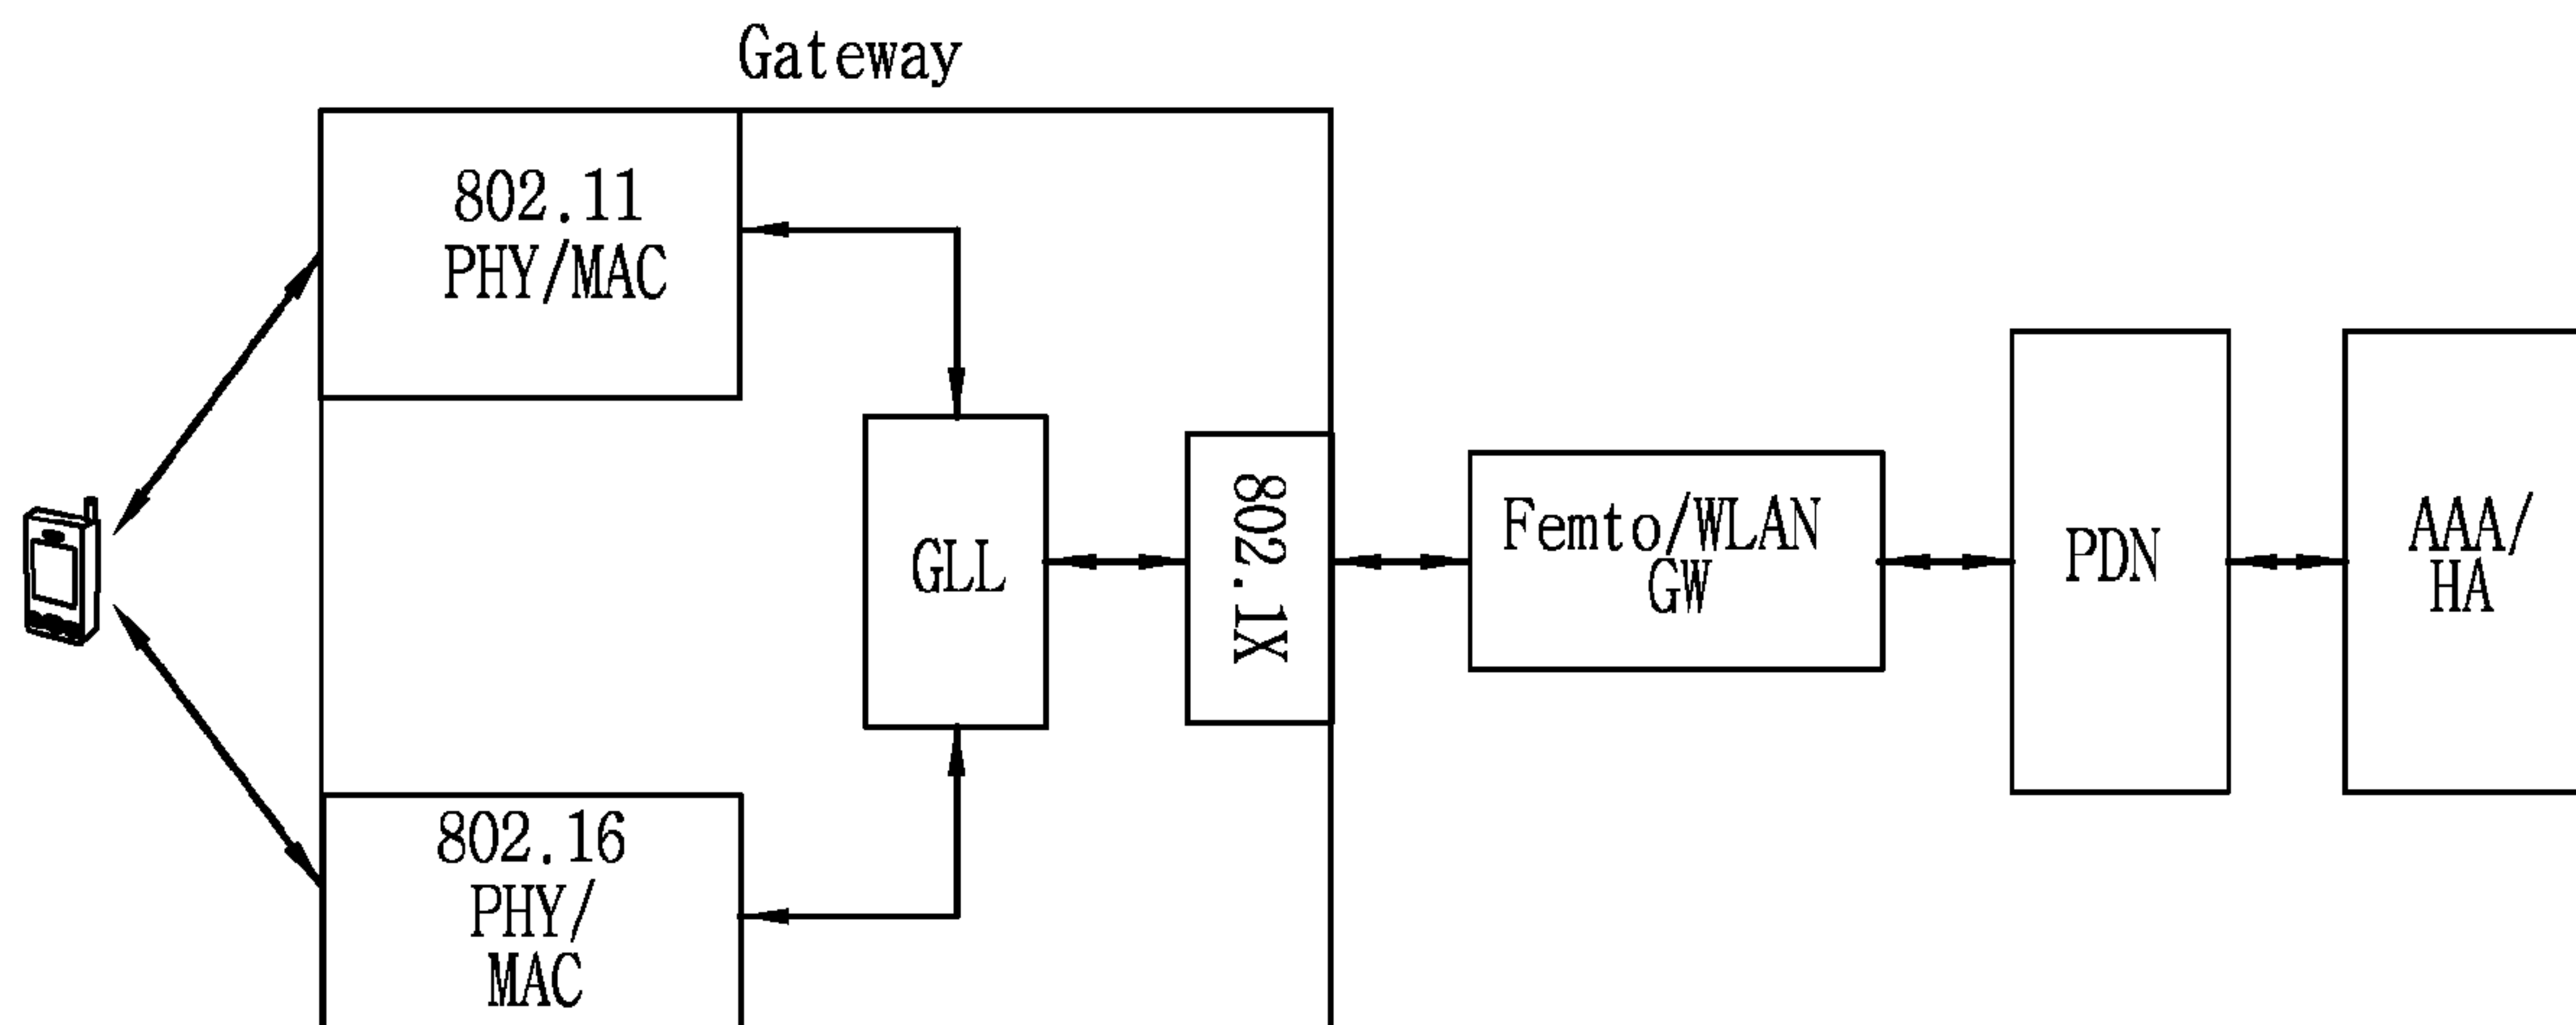 Gateway
802.11
PHY/MAC
GLL
802.1X
Femto/WLAN
GW
PDN
AAA/
HA
802.16
PHY/
MAC